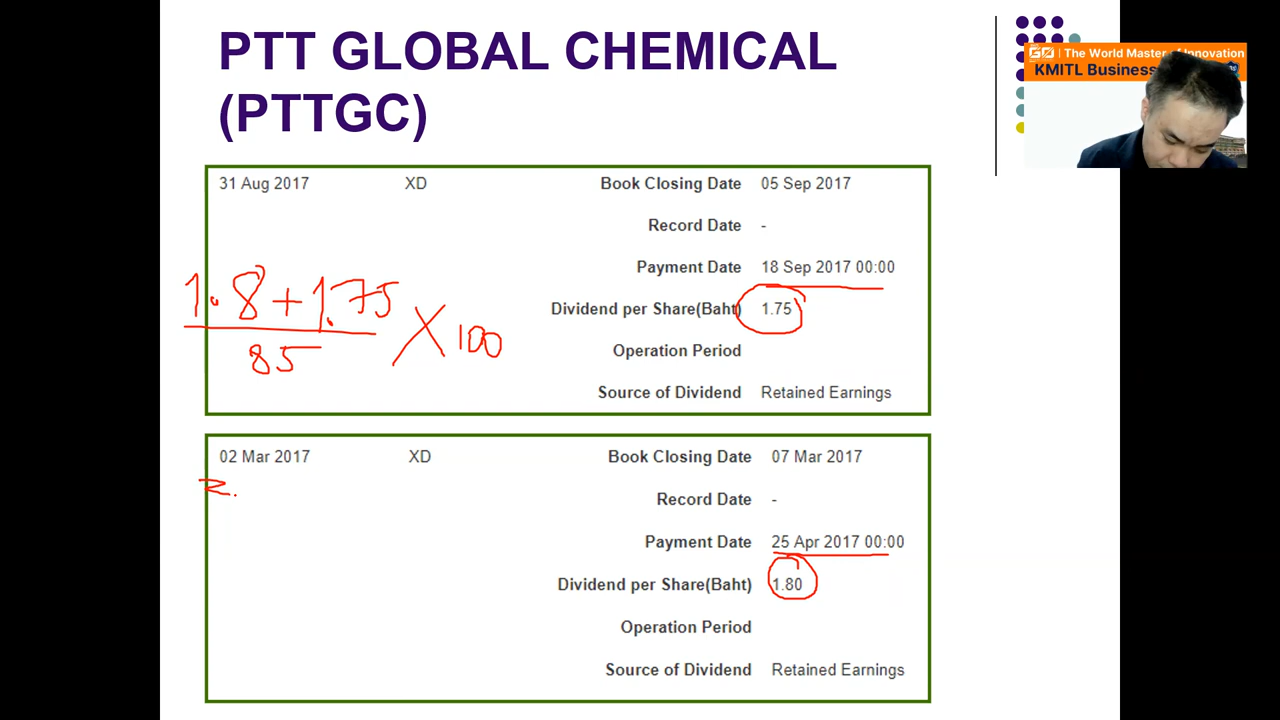 PTT GLOBAL CHEMICAL
(PTTGC)
| The World Master of Innovation
KMITL Business
31 Aug 2017 XD Book Closing Date 05 Sep 2017
Record Date -
Payment Date 18 Sep 2017 00:00
Dividend per Share(Baht) 1.75
Operation Period
Source of Dividend Retained Earnings
1.8 + 1.75
85
X 100
02 Mar 2017 XD Book Closing Date 07 Mar 2017
Record Date -
Payment Date 25 Apr 2017 00:00
Dividend per Share(Baht) 1.80
Operation Period
Source of Dividend Retained Earnings